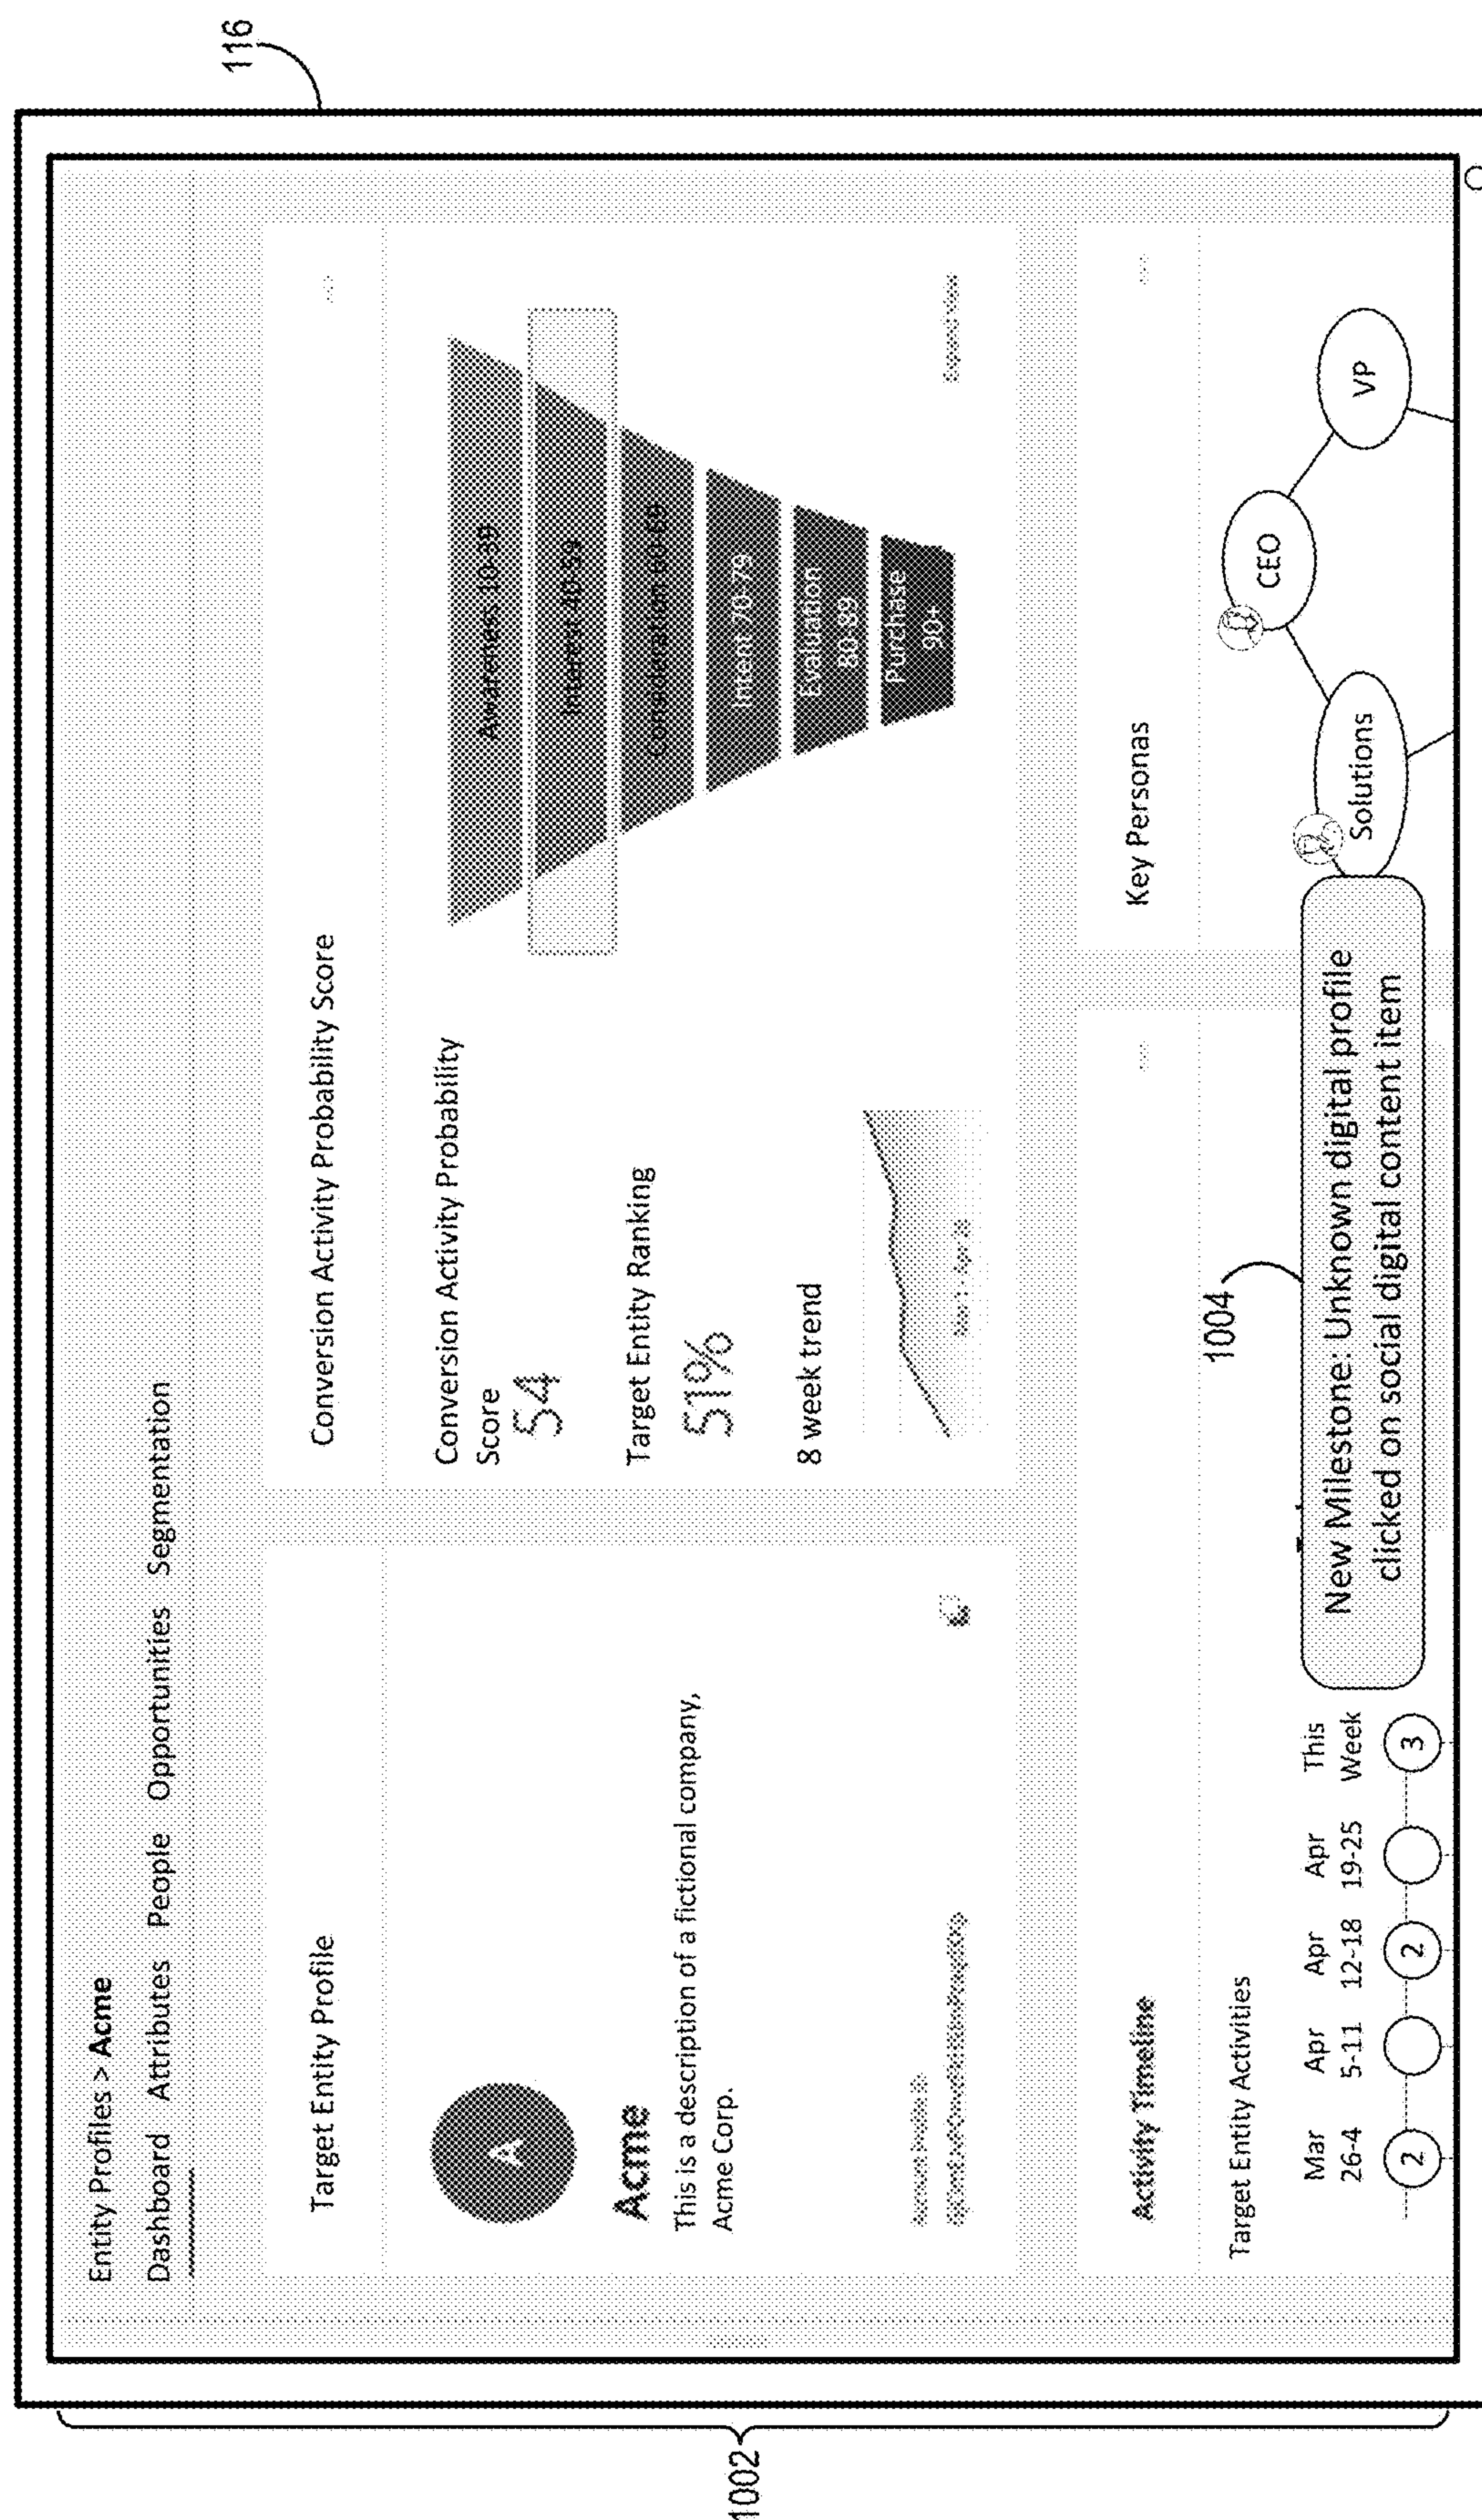 116
1002
Entity Profiles > Acme
Dashboard Attributes People Opportunities Segmentation
Target Entity Profile
A
Acme
This is a description of a fictional company,
Acme Corp.
Conversion Activity Probability Score
Conversion Activity Probability
Score
54
Target Entity Ranking
51%
8 week trend
Awareness 10-39
Interest 40-59
Consideration 60-69
Intent 70-79
Evaluation
80-89
Purchase
90+
Activity Timeline
Target Entity Activities
Mar
26-4
Apr
5-11
Apr
12-18
Apr
19-25
This
Week
2
2
3
1004
New Milestone: Unknown digital profile
clicked on social digital content item
Key Personas
CEO
VP
Solutions